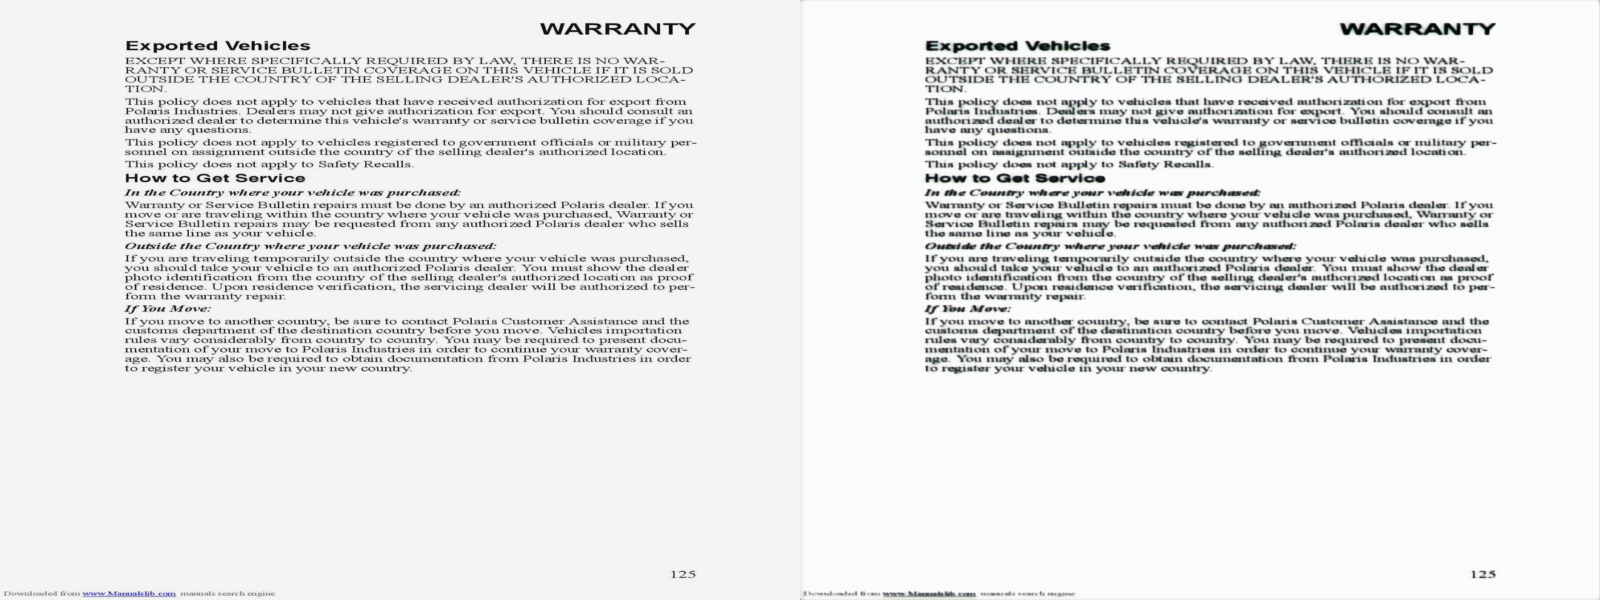 WARRANTY
Exported Vehicles
EXCEPT WHERE SPECIFICALLY REQUIRED BY LAW, THERE IS NO WAR-
RANTY OR SERVICE BULLETIN COVERAGE ON THIS VEHICLE IF IT IS SOLD
OUTSIDE THE COUNTRY OF THE SELLING DEALER'S AUTHORIZED LOCA-
TION.
This policy does not apply to vehicles that have received authorization for export from
Polaris Industries. Dealers may not give authorization for export. You should consult an
authorized dealer to determine this vehicle's warranty or service bulletin coverage if you
have any questions.
This policy does not apply to vehicles registered to government officials or military per-
sonnel on assignment outside the country of the selling dealer's authorized location.
This policy does not apply to Safety Recalls.
How to Get Service
In the Country where your vehicle was purchased:
Warranty or Service Bulletin repairs must be done by an authorized Polaris dealer. If you
move or are traveling within the country where your vehicle was purchased, Warranty or
Service Bulletin repairs may be requested from any authorized Polaris dealer who sells
the same line as your vehicle.
Outside the Country where your vehicle was purchased:
If you are traveling temporarily outside the country where your vehicle was purchased,
you should take your vehicle to an authorized Polaris dealer. You must show the dealer
photo identification from the country of the selling dealer's authorized location as proof
of residence. Upon residence verification, the servicing dealer will be authorized to per-
form the warranty repair.
If You Move:
If you move to another country, be sure to contact Polaris Customer Assistance and the
customs department of the destination country before you move. Vehicles importation
rules vary considerably from country to country. You may be required to present docu-
mentation of your move to Polaris Industries in order to continue your warranty cover-
age. You may also be required to obtain documentation from Polaris Industries in order
to register your vehicle in your new country.
125
Downloaded from www.Manualslib.com manuals search engine
WARRANTY
Exported Vehicles
EXCEPT WHERE SPECIFICALLY REQUIRED BY LAW, THERE IS NO WAR-
RANTY OR SERVICE BULLETIN COVERAGE ON THIS VEHICLE IF IT IS SOLD
OUTSIDE THE COUNTRY OF THE SELLING DEALER'S AUTHORIZED LOCA-
TION.
This policy does not apply to vehicles that have received authorization for export from
Polaris Industries. Dealers may not give authorization for export. You should consult an
authorized dealer to determine this vehicle's warranty or service bulletin coverage if you
have any questions.
This policy does not apply to vehicles registered to government officials or military per-
sonnel on assignment outside the country of the selling dealer's authorized location.
This policy does not apply to Safety Recalls.
How to Get Service
In the Country where your vehicle was purchased:
Warranty or Service Bulletin repairs must be done by an authorized Polaris dealer. If you
move or are traveling within the country where your vehicle was purchased, Warranty or
Service Bulletin repairs may be requested from any authorized Polaris dealer who sells
the same line as your vehicle.
Outside the Country where your vehicle was purchased:
If you are traveling temporarily outside the country where your vehicle was purchased,
you should take your vehicle to an authorized Polaris dealer. You must show the dealer
photo identification from the country of the selling dealer's authorized location as proof
of residence. Upon residence verification, the servicing dealer will be authorized to per-
form the warranty repair.
If You Move:
If you move to another country, be sure to contact Polaris Customer Assistance and the
customs department of the destination country before you move. Vehicles importation
rules vary considerably from country to country. You may be required to present docu-
mentation of your move to Polaris Industries in order to continue your warranty cover-
age. You may also be required to obtain documentation from Polaris Industries in order
to register your vehicle in your new country.
125
Downloaded from www.Manualslib.com manuals search engine